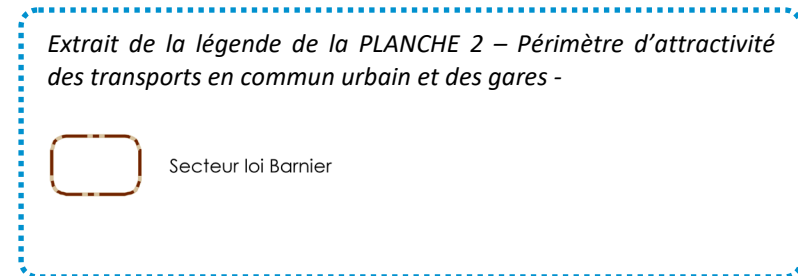 Extrait de la légende de la PLANCHE 2 – Périmètre d’attractivité
des transports en commun urbain et des gares -
Secteur loi Barnier